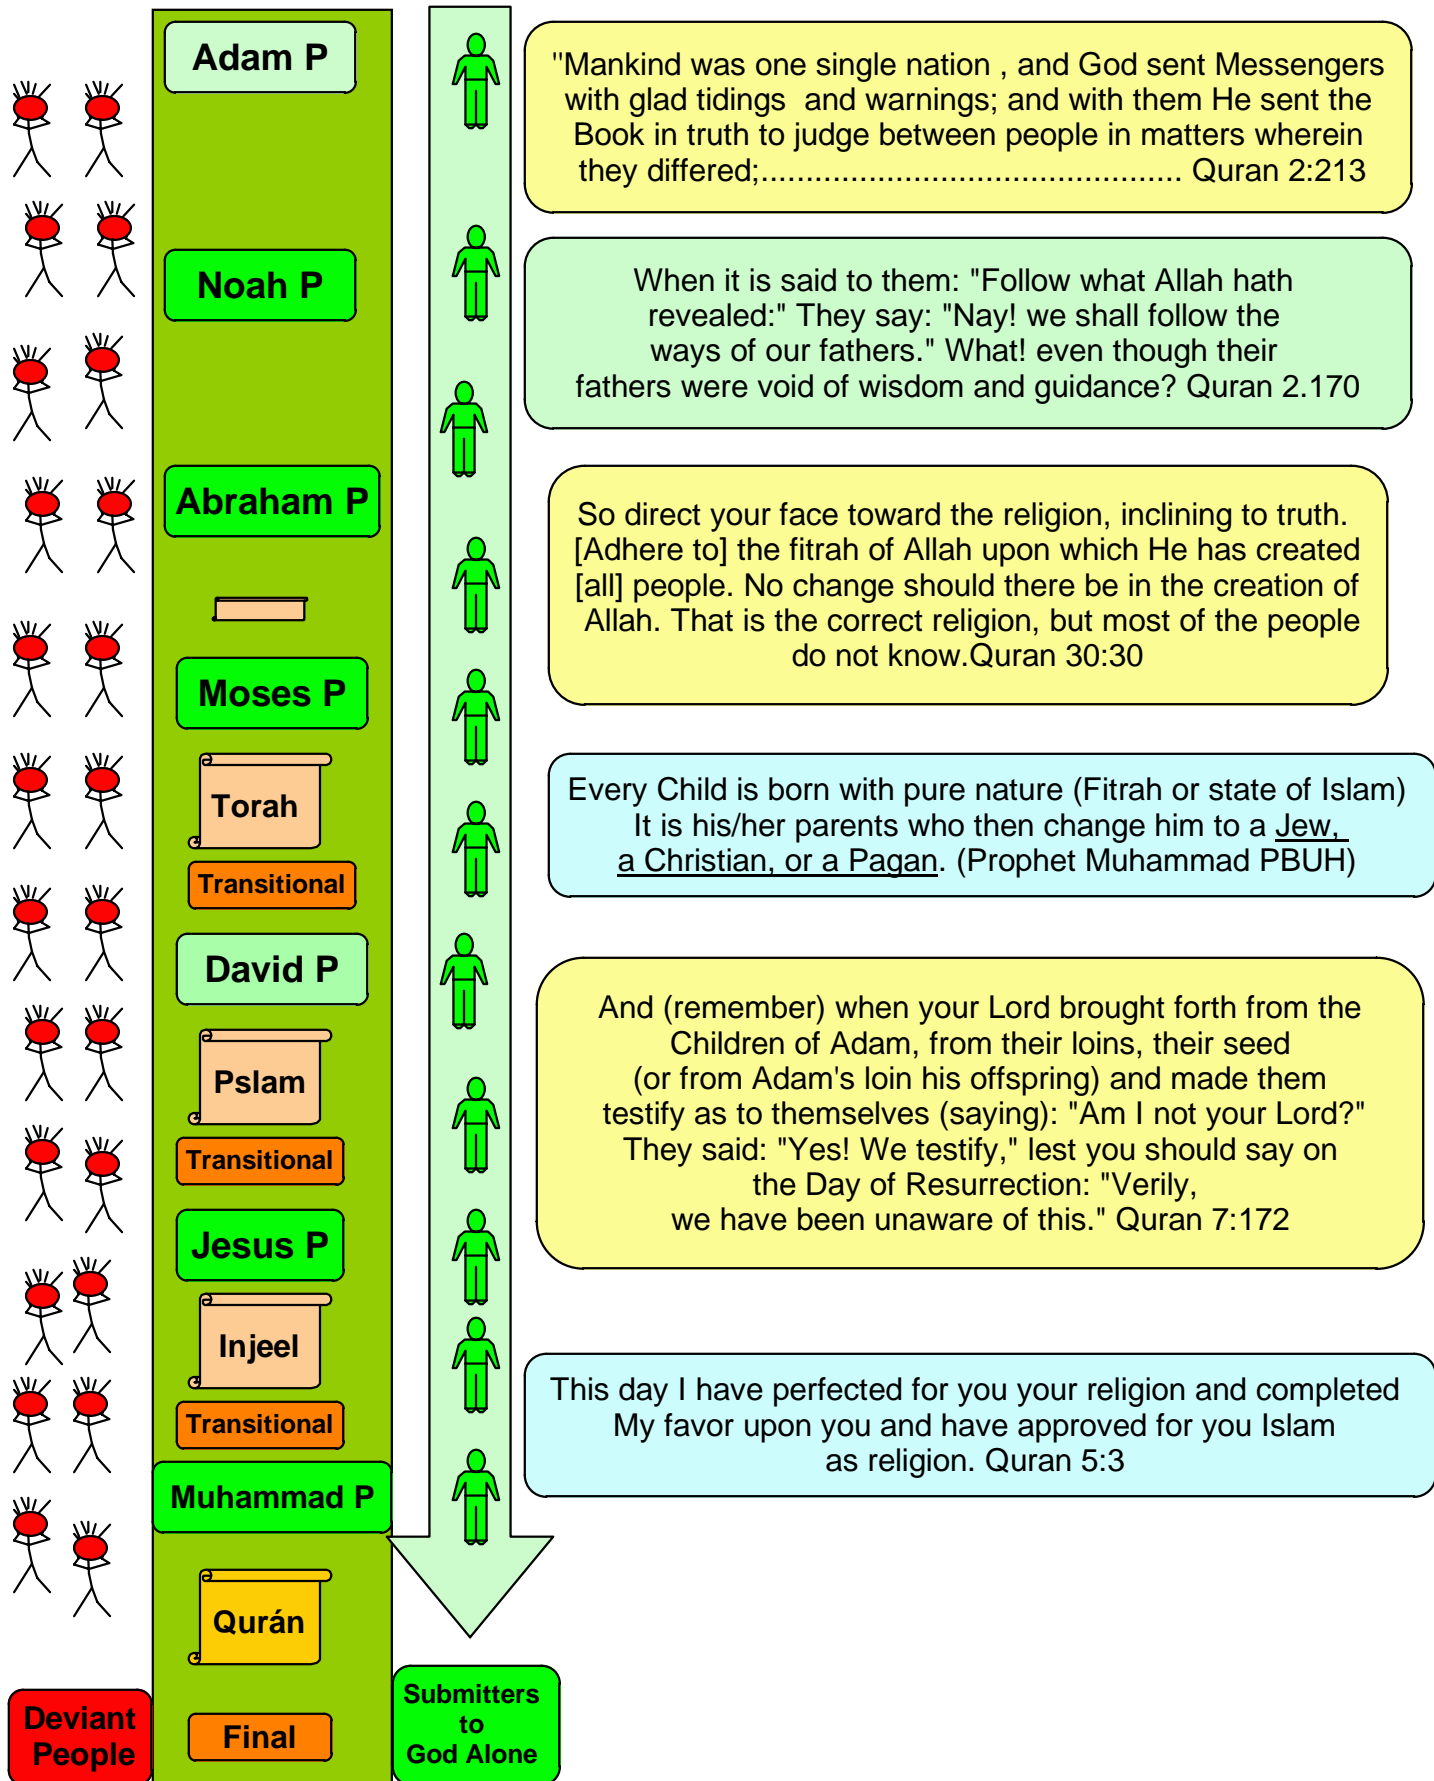 Adam P
Noah P
Abraham P
Moses P
Torah
Transitional
David P
Pslam
Transitional
Jesus P
Injeel
Transitional
Muhammad P
Qurán
Final
Deviant
People
Submitters
to
God Alone
"Mankind was one single nation , and God sent Messengers
with glad tidings  and warnings; and with them He sent the
Book in truth to judge between people in matters wherein
they differed;.............................................. Quran 2:213
When it is said to them: "Follow what Allah hath
revealed:" They say: "Nay! we shall follow the
ways of our fathers." What! even though their
fathers were void of wisdom and guidance? Quran 2.170
So direct your face toward the religion, inclining to truth.
[Adhere to] the fitrah of Allah upon which He has created
[all] people. No change should there be in the creation of
Allah. That is the correct religion, but most of the people
do not know.Quran 30:30
Every Child is born with pure nature (Fitrah or state of Islam)
It is his/her parents who then change him to a Jew,
a Christian, or a Pagan. (Prophet Muhammad PBUH)
And (remember) when your Lord brought forth from the
Children of Adam, from their loins, their seed
(or from Adam's loin his offspring) and made them
testify as to themselves (saying): "Am I not your Lord?"
They said: "Yes! We testify," lest you should say on
the Day of Resurrection: "Verily,
we have been unaware of this." Quran 7:172
This day I have perfected for you your religion and completed
My favor upon you and have approved for you Islam
as religion. Quran 5:3